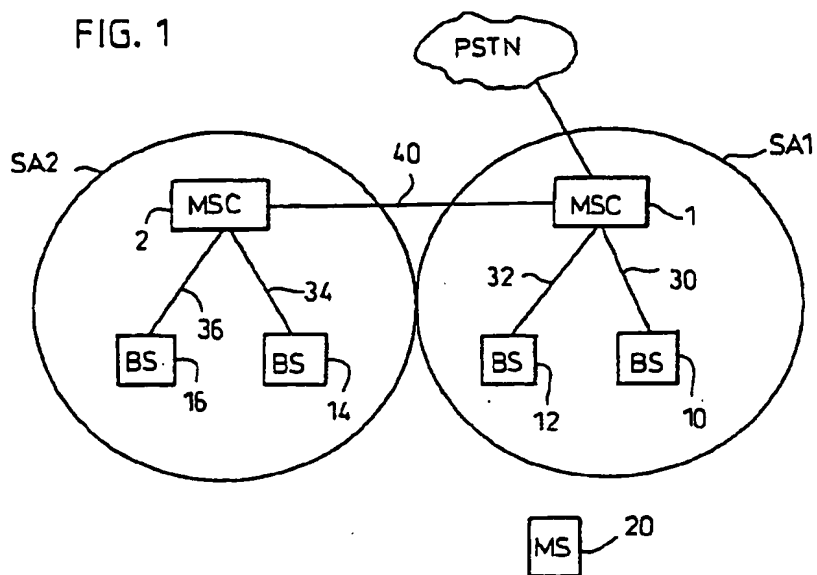 FIG. 1
PSTN
SA2
SA1
40
MSC
MSC
2
1
36
34
32
30
BS
BS
BS
BS
16
14
12
10
MS
20